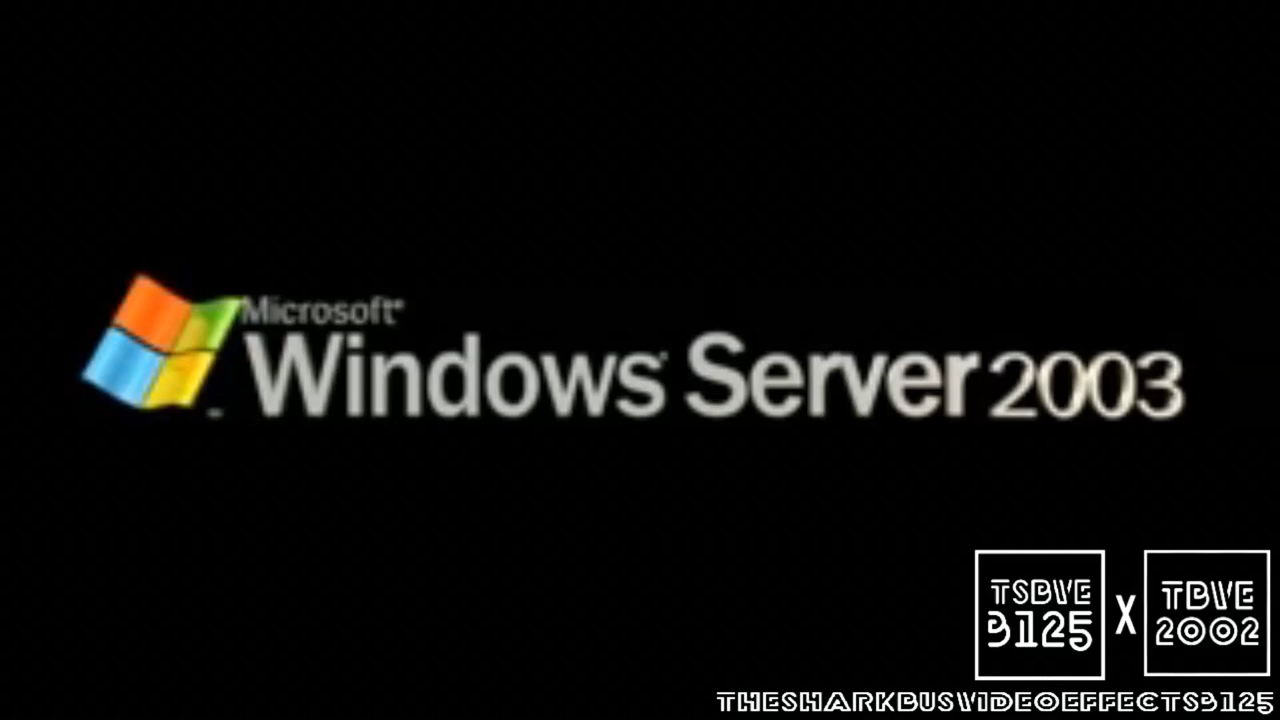 Microsoft®
Windows Server 2003
TSBVE X TBVE
3125 2002
THESHARKBUSVIDEOEFFECTS3125